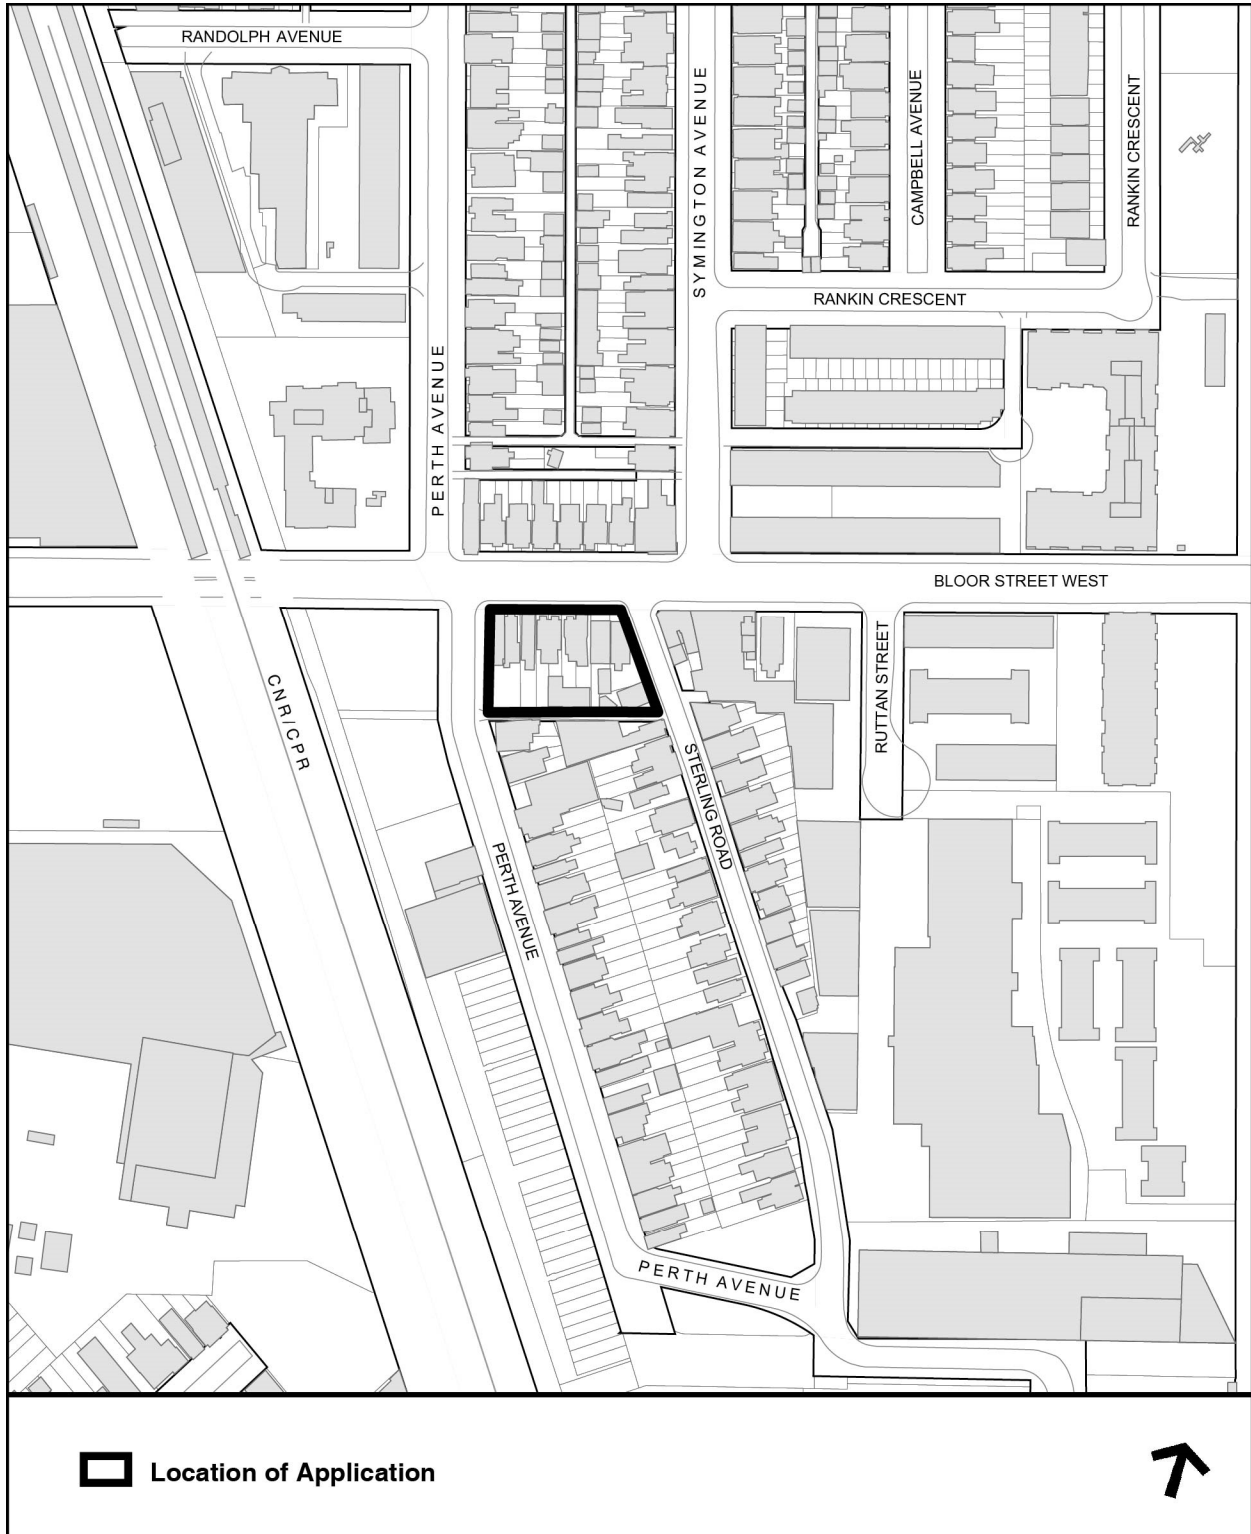 RANDOLPH AVENUE
SYMINGTON AVENUE
CAMPBELL AVENUE
RANKIN CRESCENT
RANKIN CRESCENT
PERTH AVENUE
BLOOR STREET WEST
RUTTAN STREET
CNR/CPR
STERLING ROAD
PERTH AVENUE
PERTH AVENUE
Location of Application